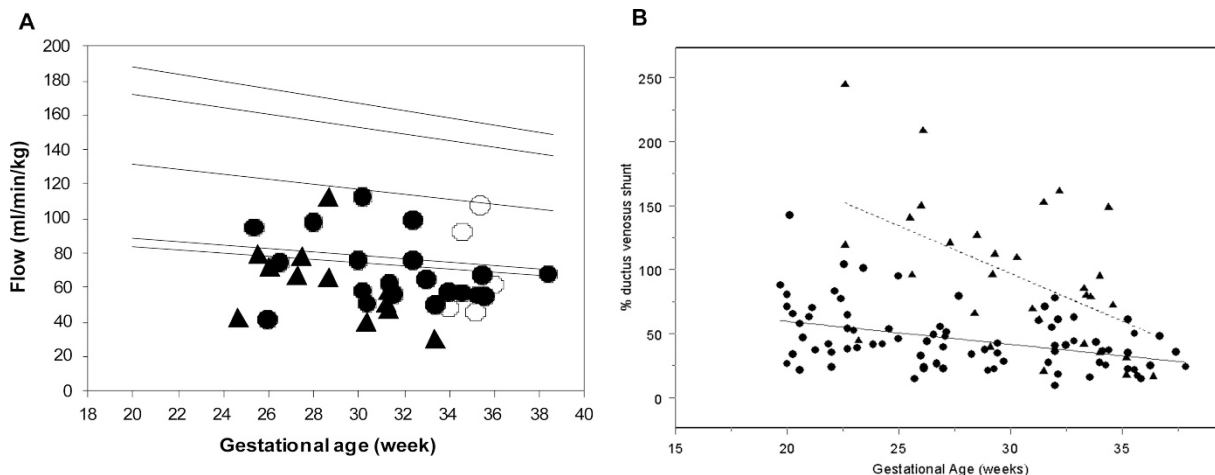 A
Flow (ml/min/kg)
200
180
160
140
120
100
80
60
40
20
0
18 20 22 24 26 28 30 32 34 36 38 40
Gestational age (week)
B
% ductus venosus shunt
250
200
150
100
50
0
15 20 25 30 35
Gestational Age (weeks)